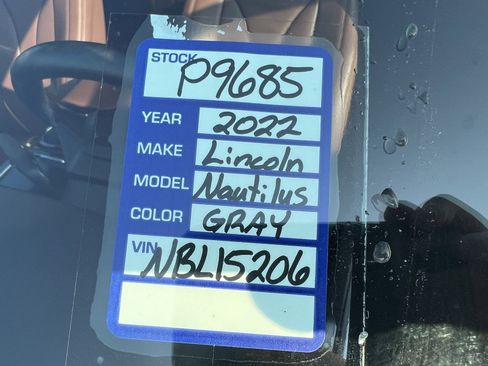 STOCK P9685
YEAR 2022
MAKE Lincoln
MODEL Nautilus
COLOR GRAY
VIN NBL15206